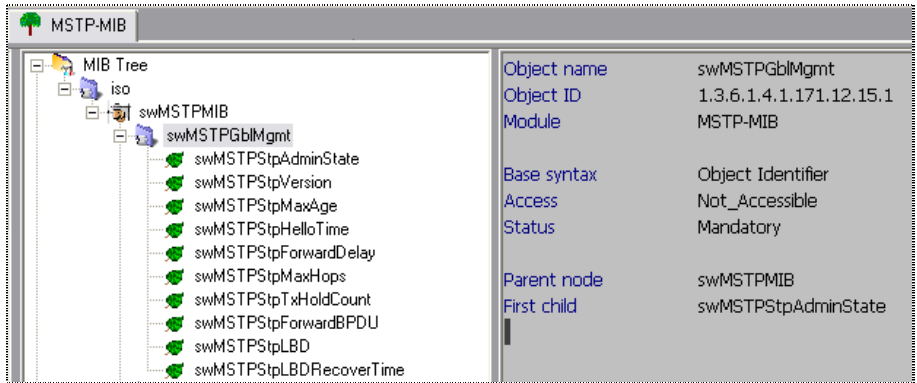 MSTP-MIB
MIB Tree
iso
swMSTPMIB
swMSTPGblMgmt
swMSTPStpAdminState
swMSTPStpVersion
swMSTPStpMaxAge
swMSTPStpHelloTime
swMSTPStpForwardDelay
swMSTPStpMaxHops
swMSTPStpTxHoldCount
swMSTPStpForwardBPDU
swMSTPStpLBD
swMSTPStpLBDRecoverTime
Object name swMSTPGblMgmt
Object ID 1.3.6.1.4.1.171.12.15.1
Module MSTP-MIB
Base syntax Object Identifier
Access Not_Accessible
Status Mandatory
Parent node swMSTPMIB
First child swMSTPStpAdminState